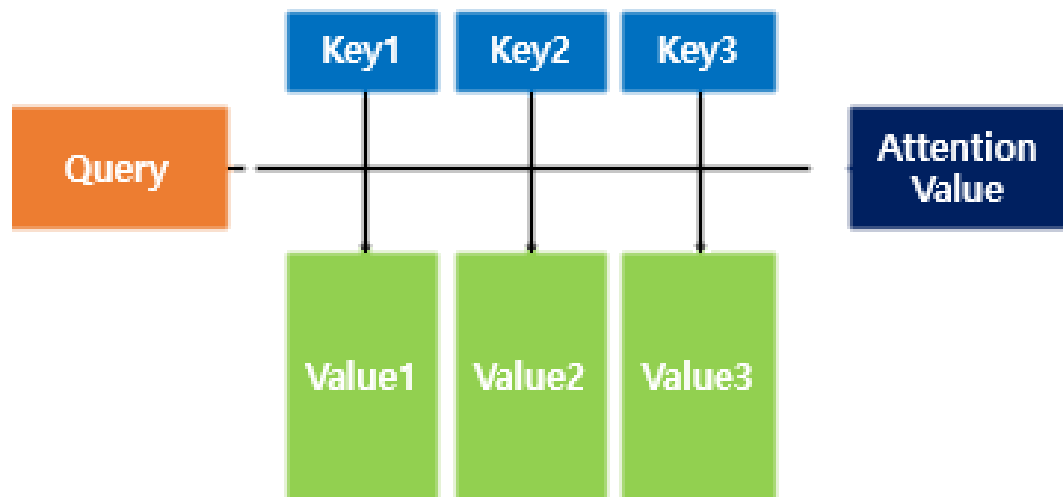 Key1
Key2
Key3
Query
Attention
Value
Value1
Value2
Value3